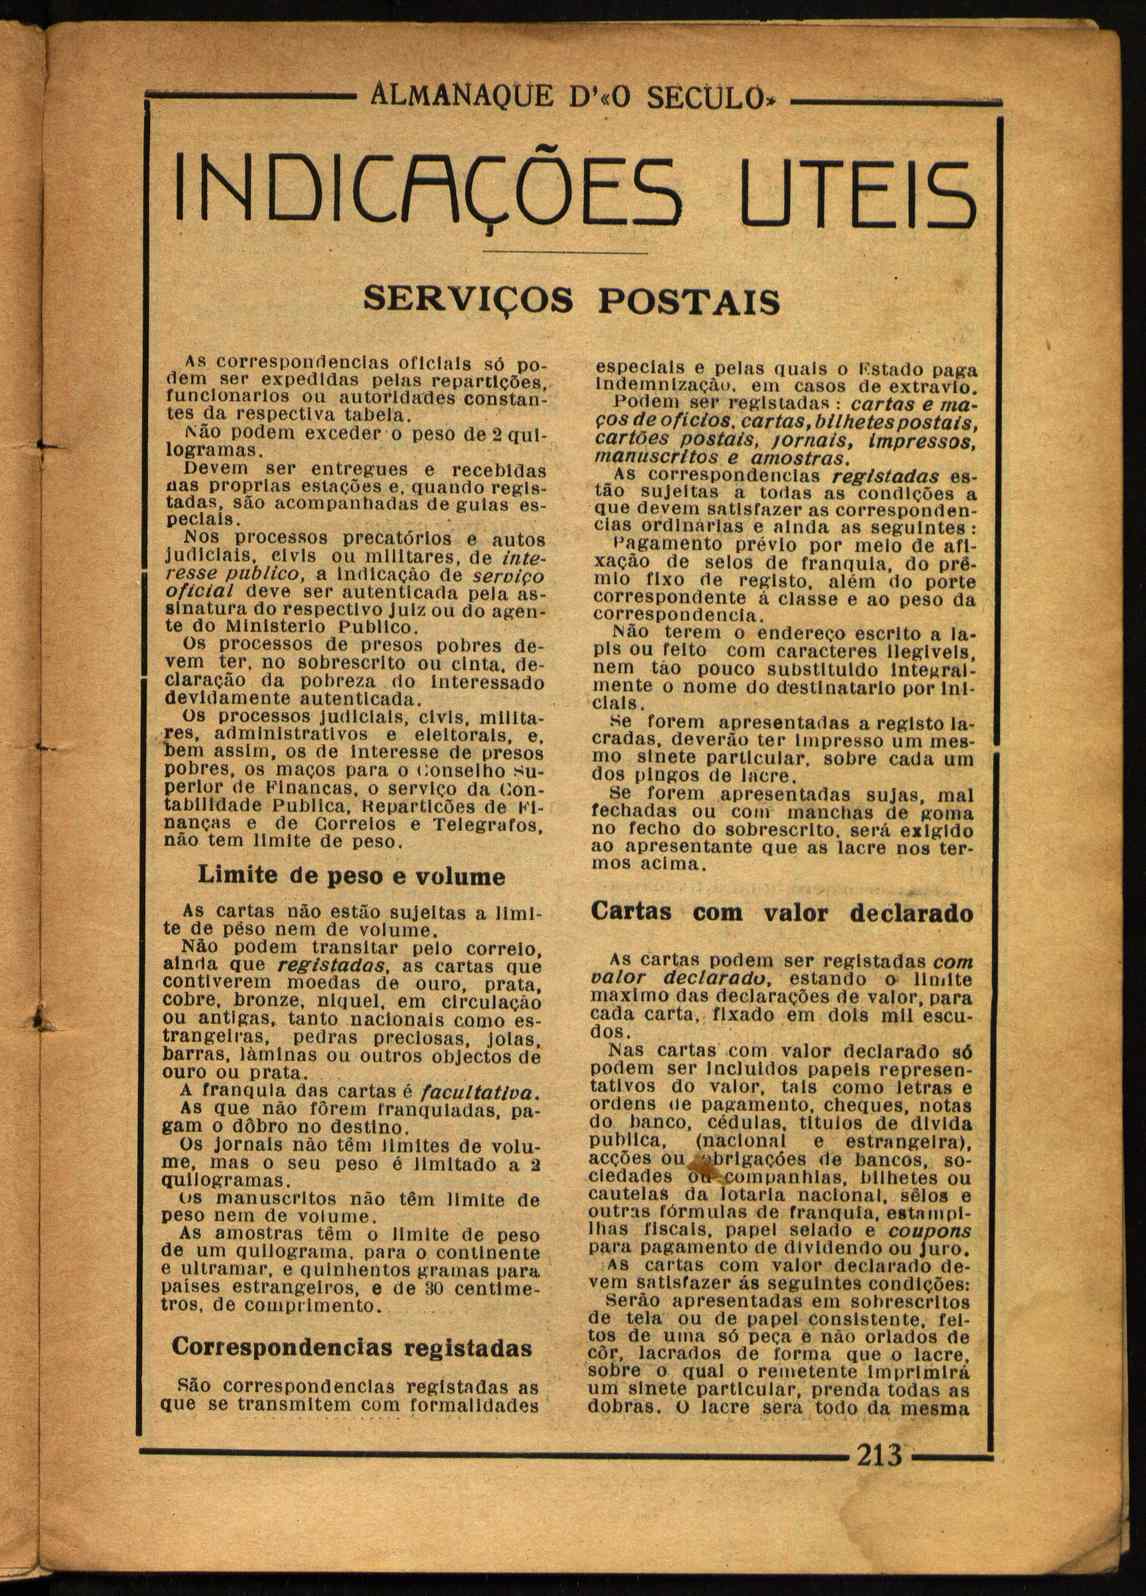 ALMANAQUE D'«O SECULO»
INDICAÇÕES UTEIS
SERVIÇOS POSTAIS
As correspondencias oficiais só po-
dem ser expedidas pelas repartições,
funcionarios ou autoridades constan-
tes da respectiva tabela.
Não podem exceder o peso de 2 qui-
logramas.
Devem ser entregues e recebidas
nas proprias estações e, quando regis-
tadas, são acompanhadas de guias es-
peciais.
Nos processos precatórios e autos
judiciais, civis ou militares, de inte-
resse publico, a indicação de serviço
oficial deve ser autenticada pela as-
sinatura do respectivo juiz ou do agen-
te do Ministerio Publico.
Os processos de presos pobres de-
vem ter, no sobrescrito ou cinta, de-
claração da pobreza do interessado
devidamente autenticada.
Os processos judiciais, civis, milita-
res, administrativos e eleitorais, e,
bem assim, os de interesse de presos
pobres, os maços para o Conselho Su-
perior de Financas, o serviço da Con-
tabilidade Publica, Reparticões de Fi-
nanças e de Correios e Telegrafos,
não tem limite de peso.
Limite de peso e volume
As cartas não estão sujeitas a limi-
te de pêso nem de volume.
Não podem transitar pelo correio,
ainda que registadas, as cartas que
contiverem moedas de ouro, prata,
cobre, bronze, niquel, em circulação
ou antigas, tanto nacionais como es-
trangeiras, pedras preciosas, joias,
barras, lâminas ou outros objectos de
ouro ou prata.
A franquia das cartas é facultativa.
As que não fôrem franquiadas, pa-
gam o dôbro no destino.
Os jornais não têm limites de volu-
me, mas o seu peso é limitado a 2
quilogramas.
Os manuscritos não têm limite de
peso nem de volume.
As amostras têm o limite de peso
de um quilograma, para o continente
e ultramar, e quinhentos gramas para
países estrangeiros, e de 30 centime-
tros, de comprimento.
Correspondencias registadas
São correspondencias registadas as
que se transmitem com formalidades
especiais e pelas quais o Estado paga
indemnização, em casos de extravio.
Podem ser registadas: cartas e ma-
ços de ofícios, cartas, bilhetes postais,
cartões postais, jornais, impressos,
manuscritos e amostras.
As correspondencias registadas es-
tão sujeitas a todas as condições a
que devem satisfazer as corresponden-
cias ordinárias e ainda as seguintes:
Pagamento prévio por meio de afi-
xação de selos de franquia, do prê-
mio fixo de registo, além do porte
correspondente á classe e ao peso da
correspondencia.
Não terem o endereço escrito a la-
pis ou feito com caracteres ilegiveis,
nem tão pouco substituido integral-
mente o nome do destinatario por ini-
ciais.
Se forem apresentadas a registo la-
cradas, deverão ter impresso um mes-
mo sinete particular, sobre cada um
dos pingos de lacre.
Se forem apresentadas sujas, mal
fechadas ou com manchas de goma
no fecho do sobrescrito, será exigido
ao apresentante que as lacre nos ter-
mos acima.
Cartas com valor declarado
As cartas podem ser registadas com
valor declarado, estando o limite
maximo das declarações de valor, para
cada carta, fixado em dois mil escu-
dos.
Nas cartas com valor declarado só
podem ser incluidos papeis represen-
tativos do valor, tais como letras e
ordens de pagamento, cheques, notas
do banco, cédulas, titulos de divida
publica, (nacional e estrangeira),
acções ou obrigações de bancos, so-
ciedades ou companhias, bilhetes ou
cautelas da lotaria nacional, sêlos e
outras fórmulas de franquia, estampi-
lhas fiscais, papel selado e coupons
para pagamento de dividendo ou juro.
As cartas com valor declarado de-
vem satisfazer ás seguintes condições:
Serão apresentadas em sobrescritos
de tela ou de papel consistente, fei-
tos de uma só peça e não orlados de
côr, lacrados de forma que o lacre,
sobre o qual o remetente imprimirá
um sinete particular, prenda todas as
dobras. O lacre será todo da mesma
213